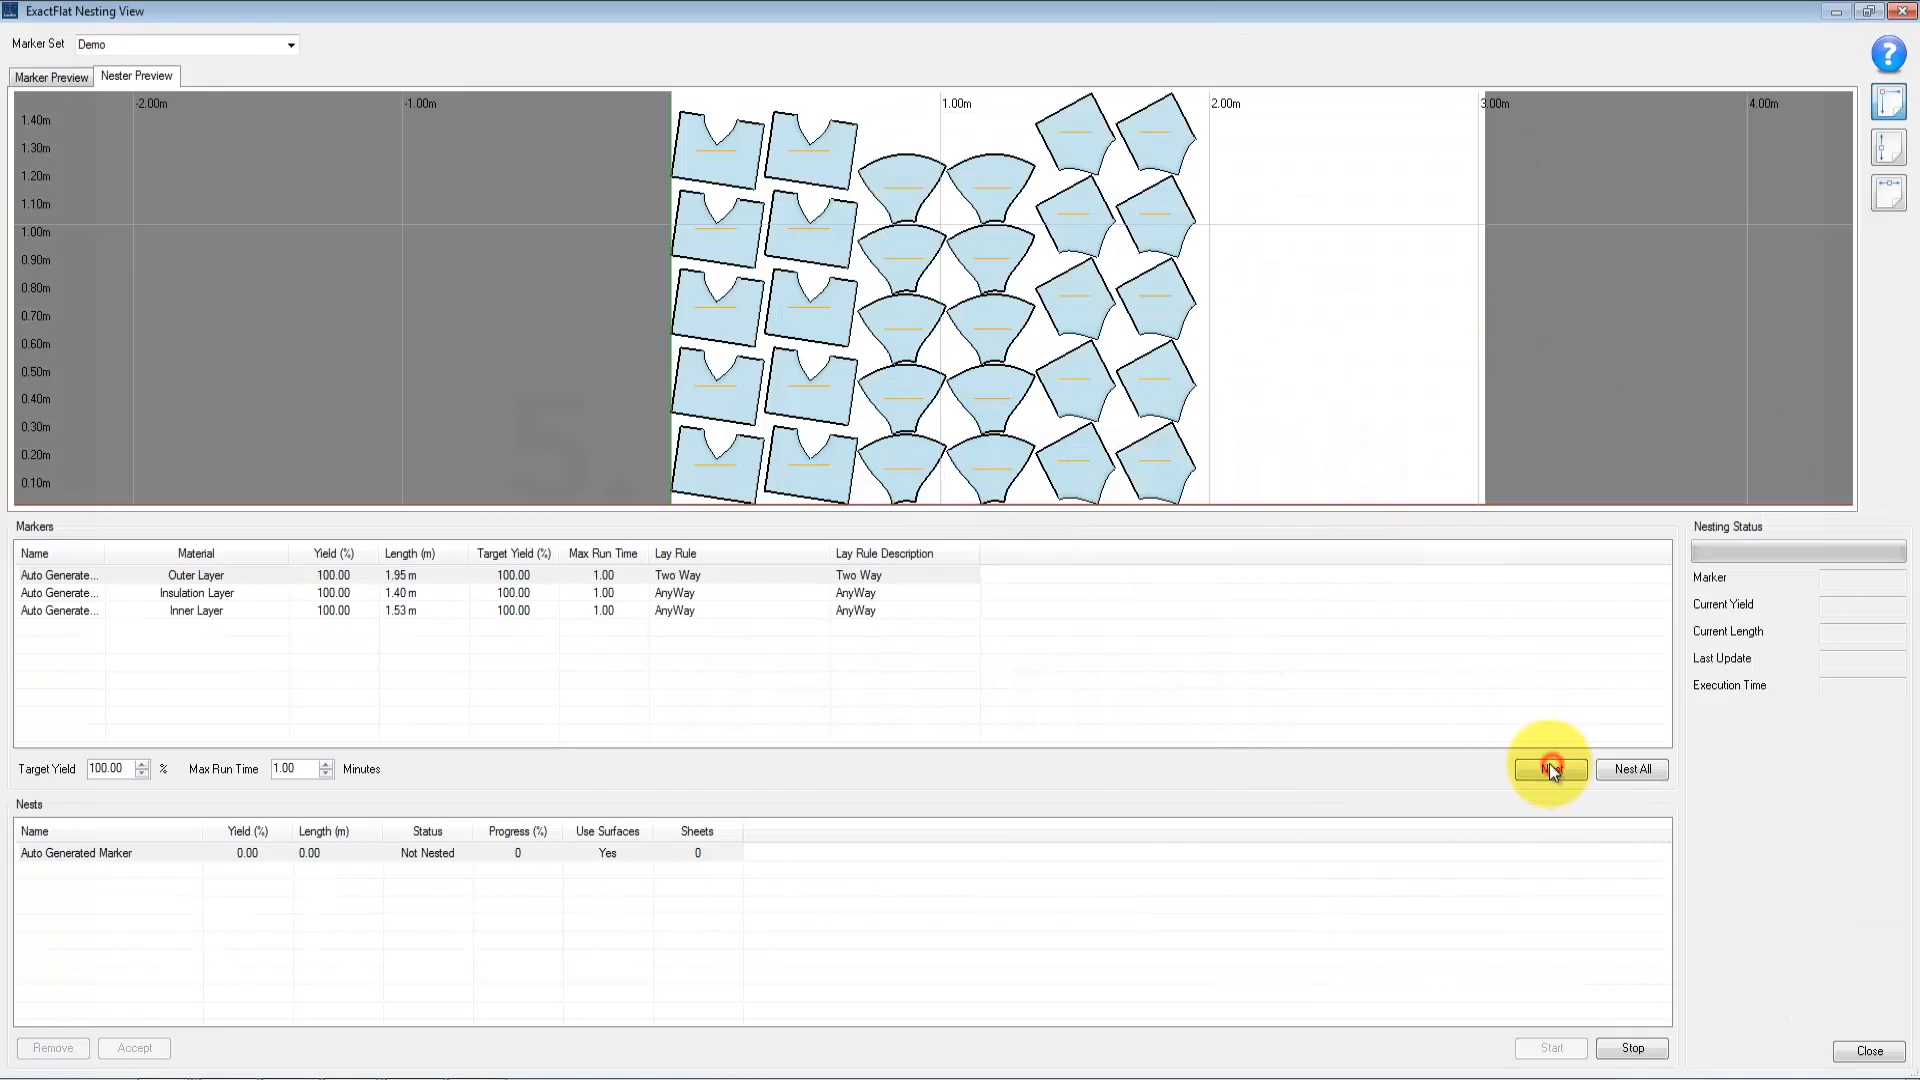 ExactFlat Nesting View
Marker Set Demo
Marker Preview Nester Preview
-2.00m -1.00m 1.00m 2.00m 3.00m 4.00m
1.40m
1.30m
1.20m
1.10m
1.00m
0.90m
0.80m
0.70m
0.60m
0.50m
0.40m
0.30m
0.20m
0.10m
Markers
Name Material Yield (%) Length (m) Target Yield (%) Max Run Time Lay Rule Lay Rule Description
Auto Generate... Outer Layer 100.00 1.95 m 100.00 1.00 Two Way Two Way
Auto Generate... Insulation Layer 100.00 1.40 m 100.00 1.00 AnyWay AnyWay
Auto Generate... Inner Layer 100.00 1.53 m 100.00 1.00 AnyWay AnyWay
Nesting Status
Marker
Current Yield
Current Length
Last Update
Execution Time
Target Yield 100.00 % Max Run Time 1.00 Minutes
Nest Nest All
Nests
Name Yield (%) Length (m) Status Progress (%) Use Surfaces Sheets
Auto Generated Marker 0.00 0.00 Not Nested 0 Yes 0
Remove Accept Start Stop Close